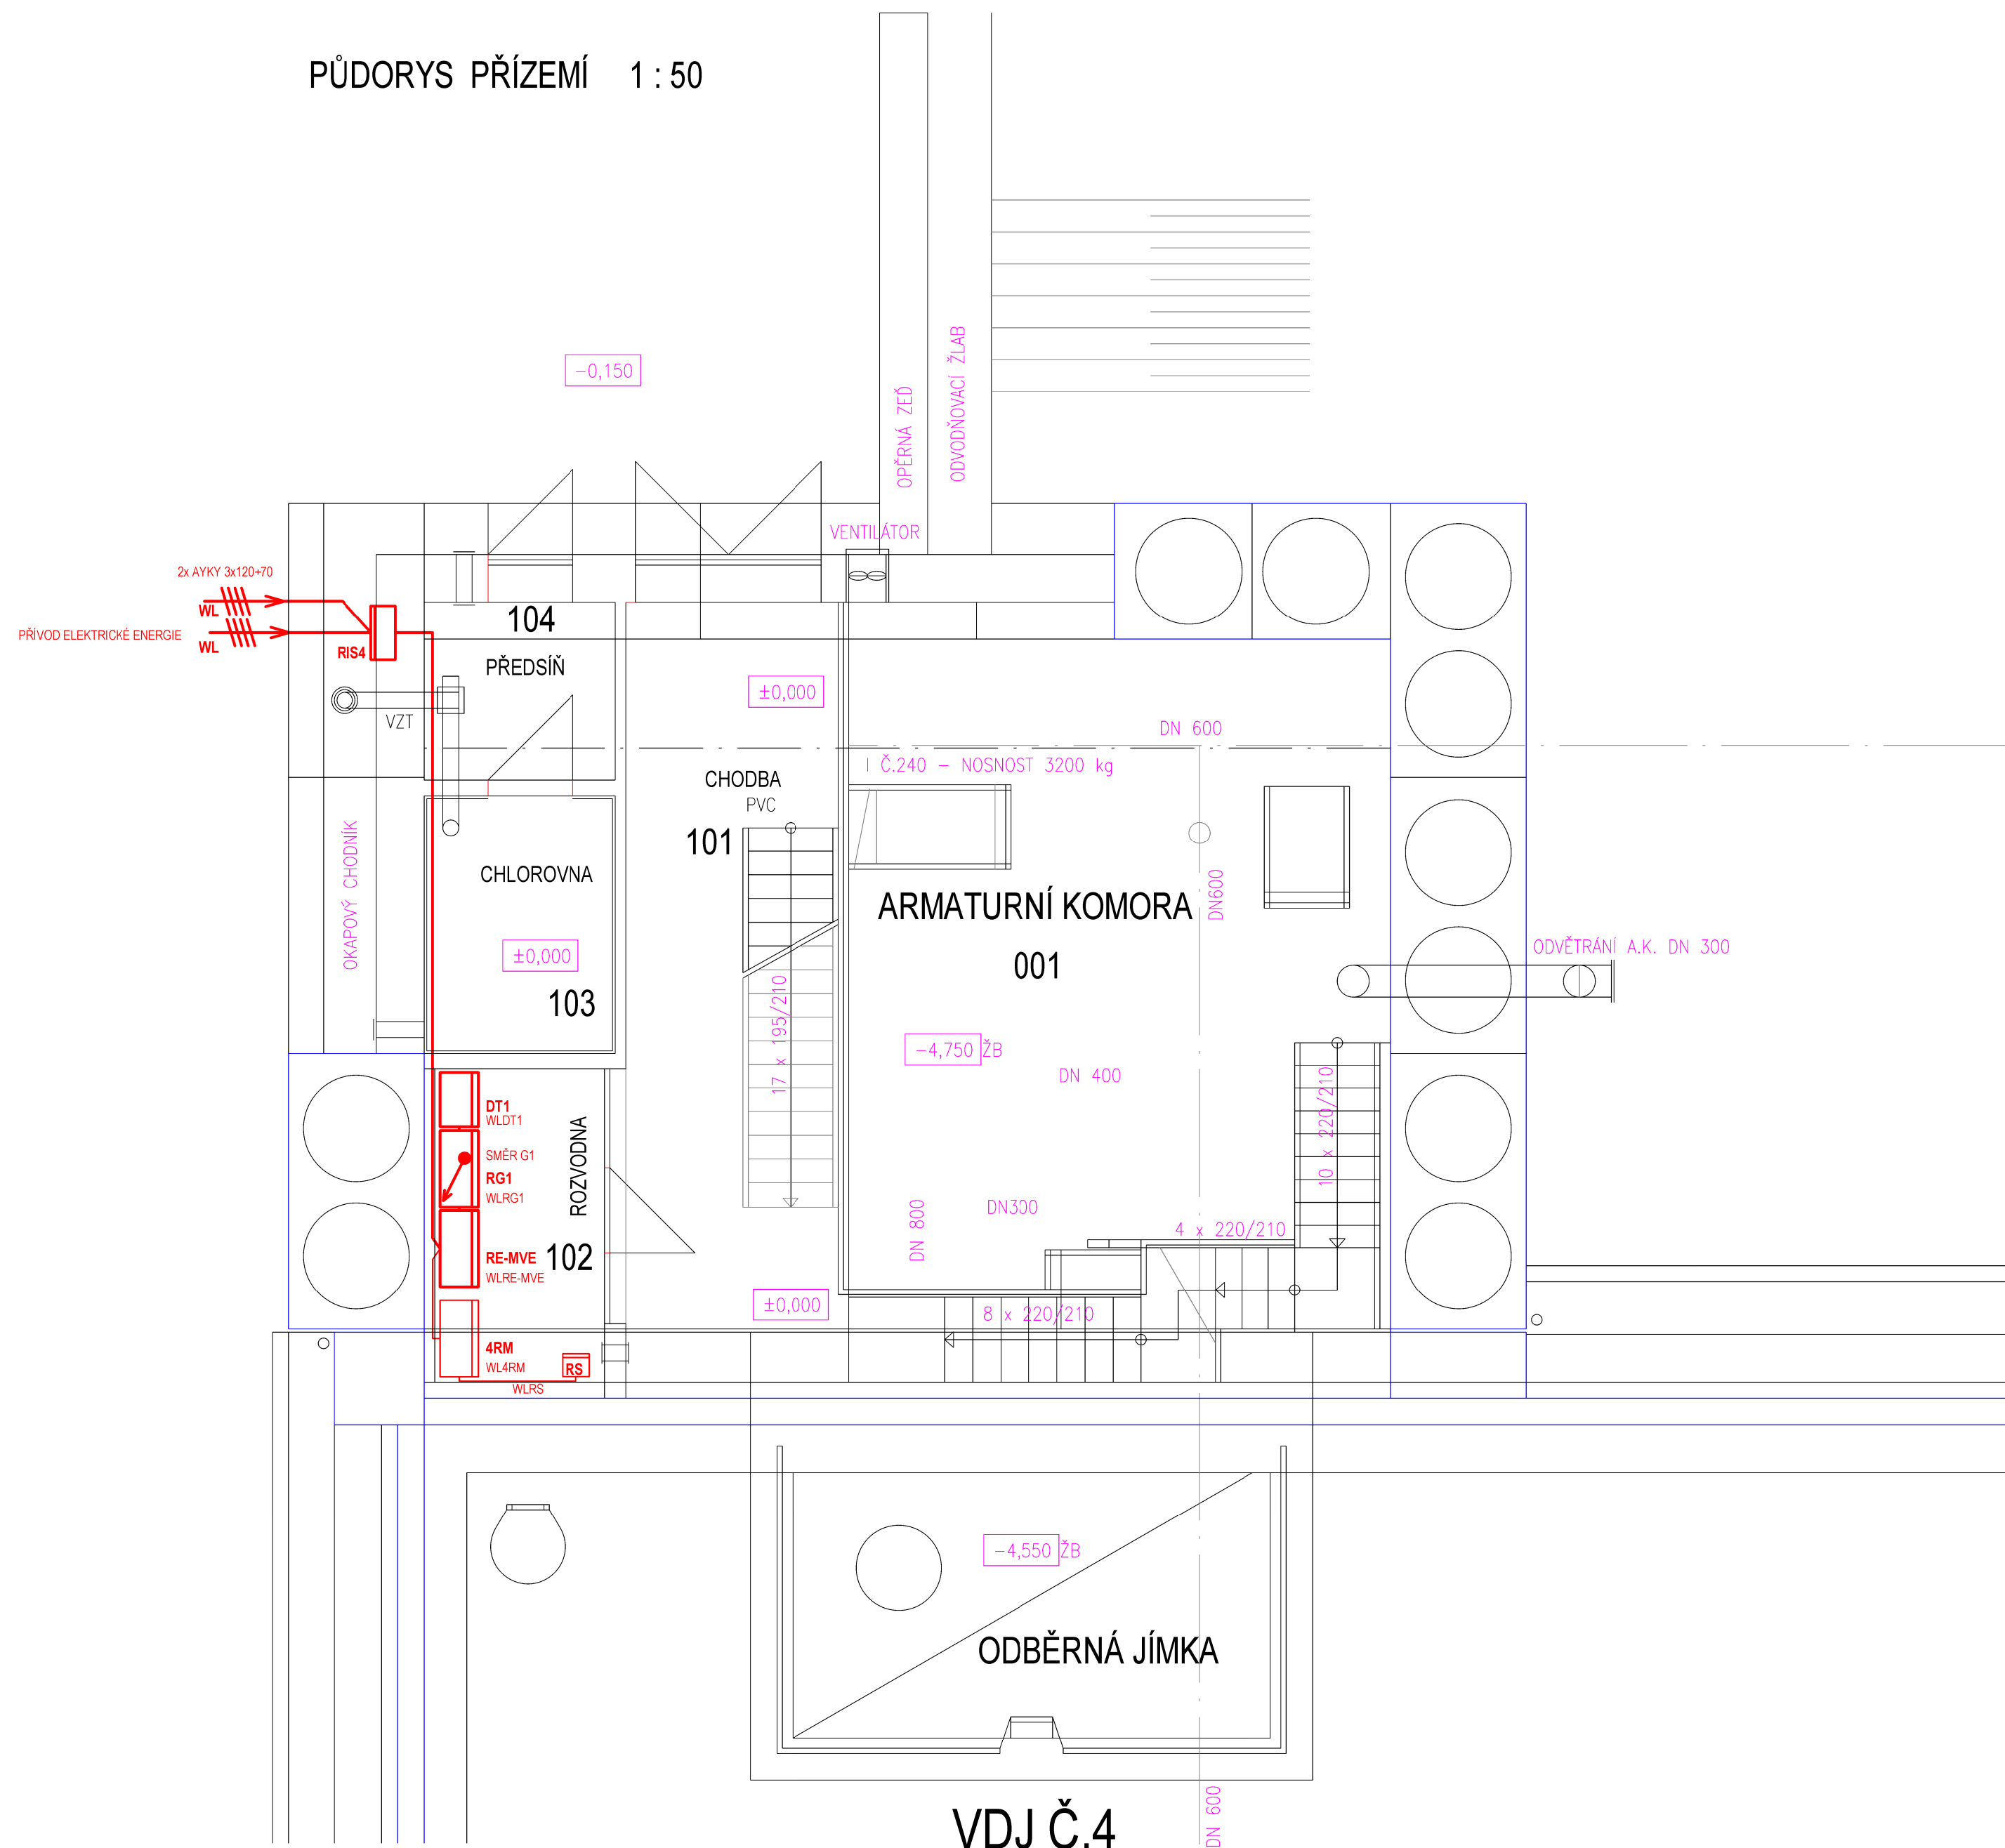 PŮDORYS PŘÍZEMÍ 1 : 50
-0,150
OPĚRNÁ ZEĎ
ODVODŇOVACÍ ŽLAB
VENTILÁTOR
2x AYKY 3x120+70
WL
PŘÍVOD ELEKTRICKÉ ENERGIE
WL
RIS4
104
PŘEDSÍŇ
VZT
±0,000
DN 600
I Č.240 - NOSNOST 3200 kg
CHODBA
PVC
101
OKAPOVÝ CHODNÍK
CHLOROVNA
±0,000
103
ARMATURNÍ KOMORA
001
DN600
ODVĚTRÁNÍ A.K. DN 300
17 x 195/210
-4,750 ŽB
DN 400
10 x 220/210
DT1
WLDT1
SMĚR G1
RG1
WLRG1
ROZVODNA
RE-MVE
WLRE-MVE
102
DN 800
DN300
4 x 220/210
±0,000
8 x 220/210
4RM
WL4RM
RS
WLRS
-4,550 ŽB
ODBĚRNÁ JÍMKA
DN 600
VDJ Č.4